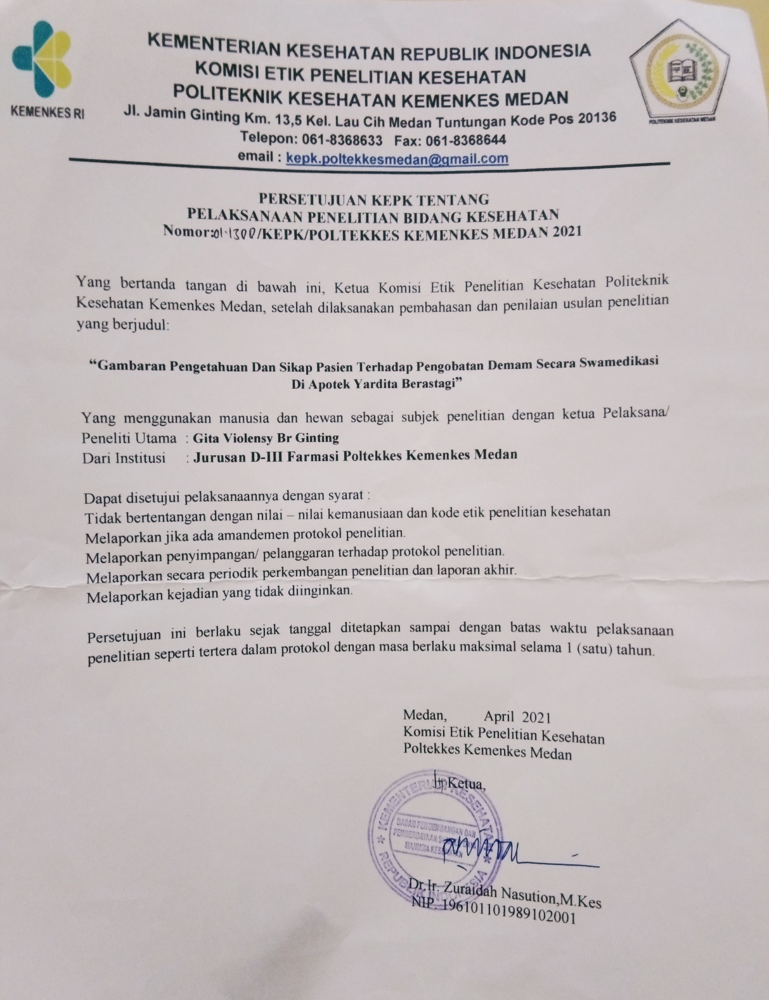 KEMENKES RI
KEMENTERIAN KESEHATAN REPUBLIK INDONESIA
KOMISI ETIK PENELITIAN KESEHATAN
POLITEKNIK KESEHATAN KEMENKES MEDAN
Jl. Jamin Ginting Km. 13,5 Kel. Lau Cih Medan Tuntungan Kode Pos 20136
Telepon: 061-8368633 Fax: 061-8368644
email : kepk.poltekkesmedan@gmail.com
POLITEKNIK KESEHATAN MEDAN
PERSETUJUAN KEPK TENTANG
PELAKSANAAN PENELITIAN BIDANG KESEHATAN
Nomor: /KEPK/POLTEKKES KEMENKES MEDAN 2021
Yang bertanda tangan di bawah ini, Ketua Komisi Etik Penelitian Kesehatan Politeknik
Kesehatan Kemenkes Medan, setelah dilaksanakan pembahasan dan penilaian usulan penelitian
yang berjudul:
“Gambaran Pengetahuan Dan Sikap Pasien Terhadap Pengobatan Demam Secara Swamedikasi
Di Apotek Yardita Berastagi”
Yang menggunakan manusia dan hewan sebagai subjek penelitian dengan ketua Pelaksana/
Peneliti Utama : Gita Violensy Br Ginting
Dari Institusi : Jurusan D-III Farmasi Poltekkes Kemenkes Medan
Dapat disetujui pelaksanaannya dengan syarat :
Tidak bertentangan dengan nilai – nilai kemanusiaan dan kode etik penelitian kesehatan
Melaporkan jika ada amandemen protokol penelitian.
Melaporkan penyimpangan/ pelanggaran terhadap protokol penelitian.
Melaporkan secara periodik perkembangan penelitian dan laporan akhir.
Melaporkan kejadian yang tidak diinginkan.
Persetujuan ini berlaku sejak tanggal ditetapkan sampai dengan batas waktu pelaksanaan
penelitian seperti tertera dalam protokol dengan masa berlaku maksimal selama 1 (satu) tahun.
Medan, April 2021
Komisi Etik Penelitian Kesehatan
Poltekkes Kemenkes Medan
Ketua,
KEMENTERIAN KESEHATAN
REPUBLIK INDONESIA
BADAN PENGEMBANGAN DAN
PEMBERDAYAAN
MANUSIA KESEHATAN
Dr.Ir. Zuraidah Nasution,M.Kes
NIP. 196101101989102001